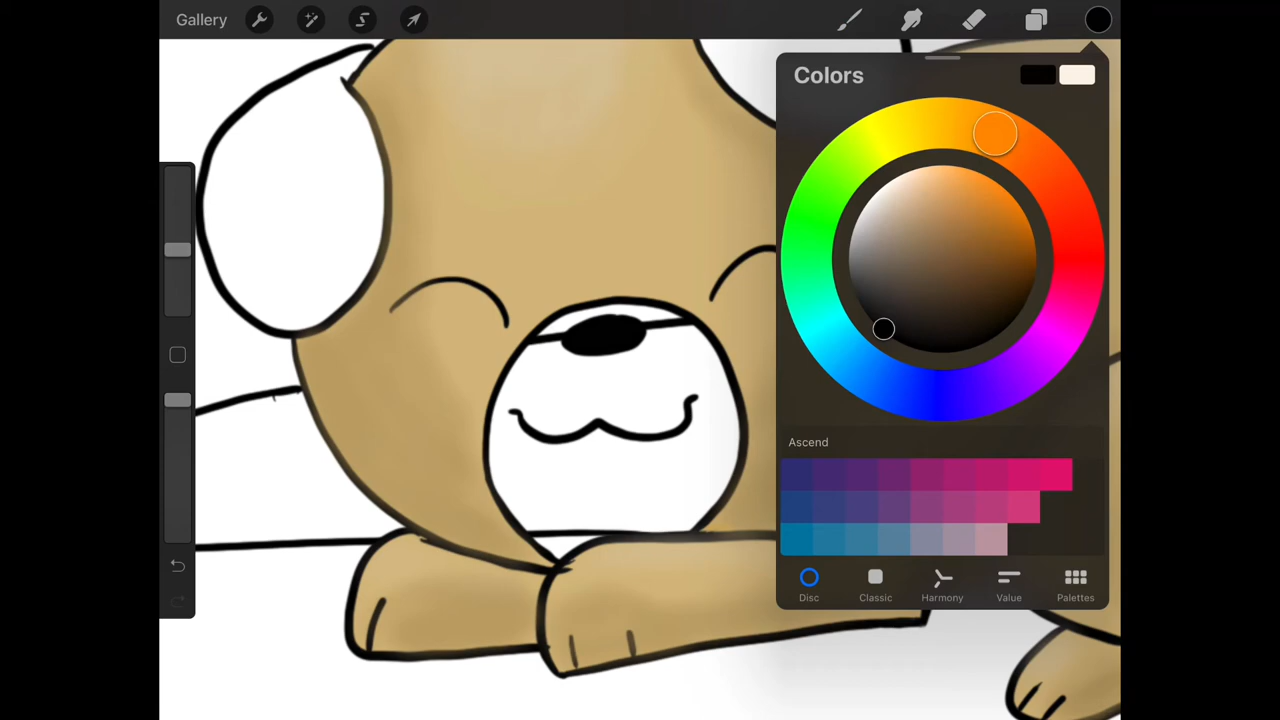 Gallery
Colors
Ascend
Disc
Classic
Harmony
Value
Palettes